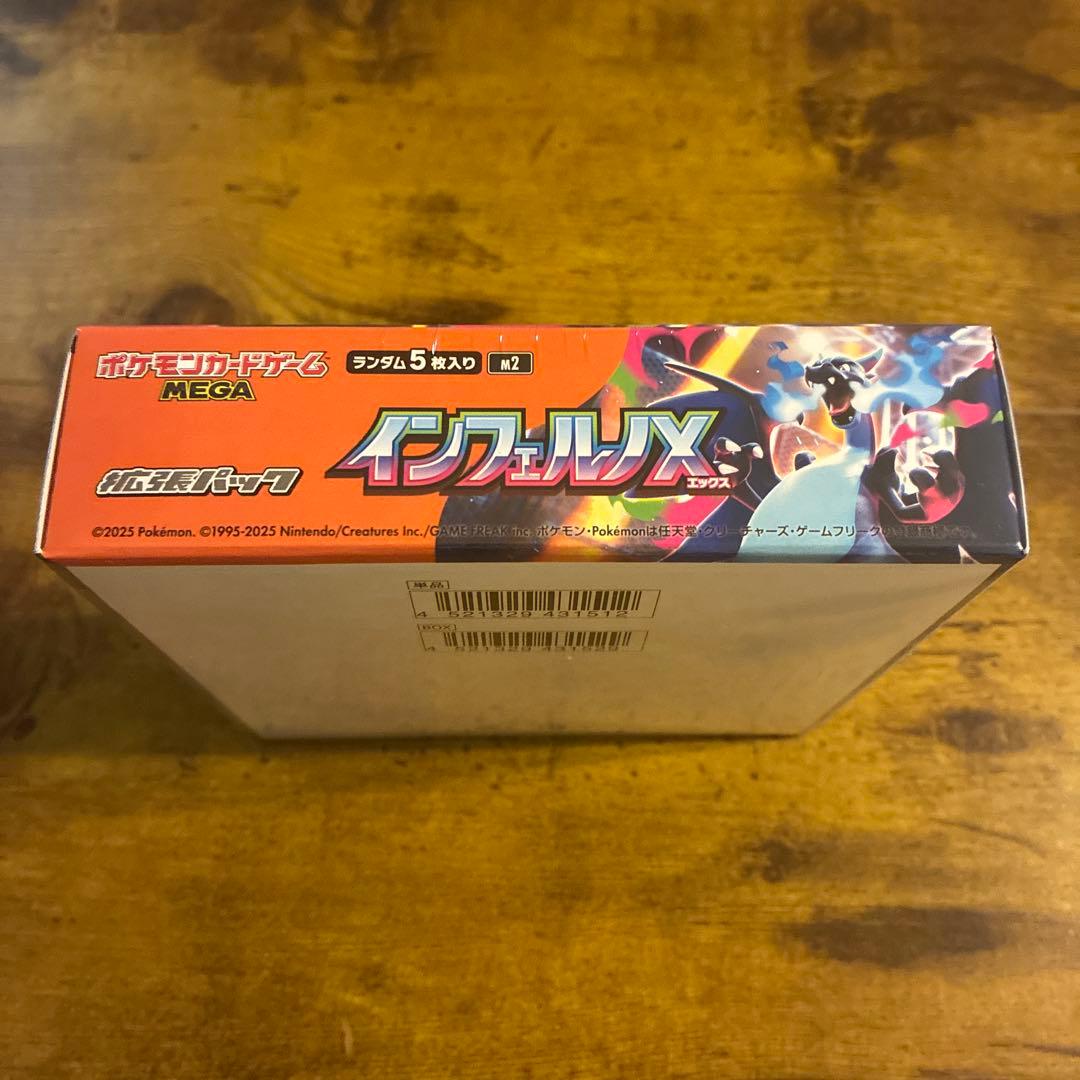 ポケモンカードゲーム
MEGA
ランダム5枚入り
M2
拡張パック
インフェルノX
エックス
©2025 Pokémon. ©1995-2025 Nintendo/Creatures Inc./GAME FREAK inc. ポケモン・Pokémonは任天堂・クリーチャーズ・ゲームフリークの登録商標です。
単品
4 521329 431512
BOX
4 521329 431529